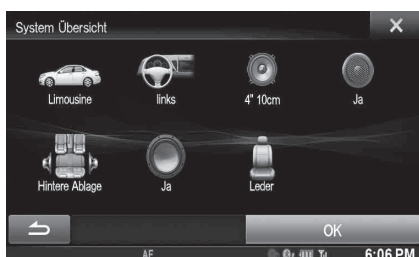 System Übersicht
Limousine
links
4" 10cm
Ja
Hintere Ablage
Ja
Leder
OK
AF
6:06 PM